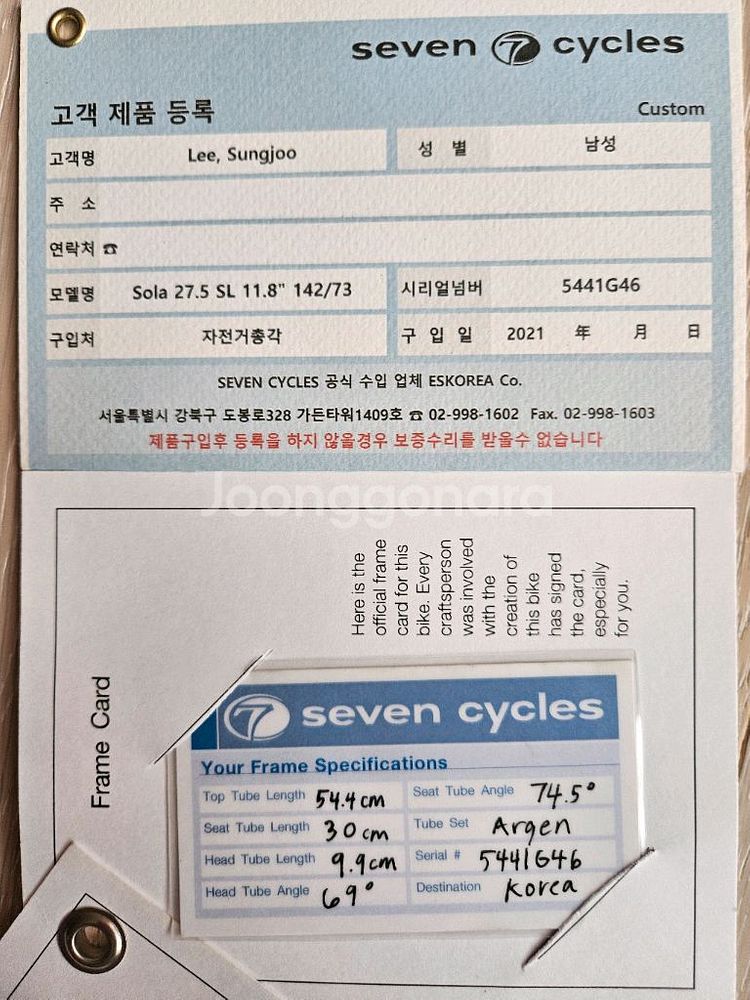 seven 7 cycles
고객 제품 등록 Custom
고객명 Lee, Sungjoo 성 별 남성
주 소
연락처 ☎
모델명 Sola 27.5 SL 11.8" 142/73 시리얼넘버 5441G46
구입처 자전거총각 구 입 일 2021 年 月 日
SEVEN CYCLES 공식 수입 업체 ESKOREA Co.
서울특별시 강북구 도봉로328 가든타워1409호 ☎ 02-998-1602 Fax. 02-998-1603
제품구입후 등록을 하지 않을경우 보증수리를 받을수 없습니다
Joonggonara
Here is the
official frame
card for this
bike. Every
craftsperson
was involved
with the
creation of
this bike
has signed
the card,
especially
for you.
Frame Card
7 seven cycles
Your Frame Specifications
Top Tube Length 54.4 cm Seat Tube Angle 74.5°
Seat Tube Length 30 cm Tube Set Argen
Head Tube Length 9.9 cm Serial # 5441G46
Head Tube Angle 69° Destination Korea